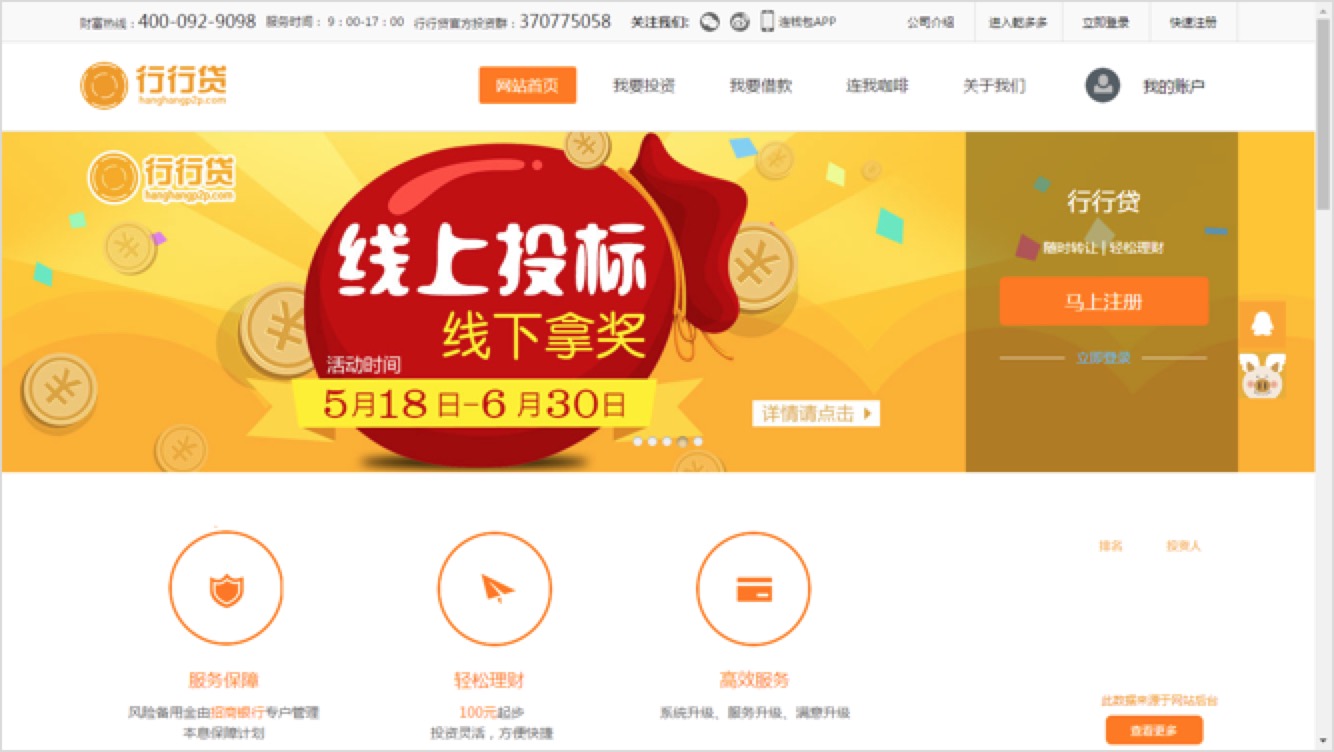 财富热线：400-092-9098 服务时间：9：00-17：00 行行贷官方投资群：370775058 关注我们: 连钱包APP 公司介绍 立即登录 快速注册
行行贷
hanghangp2p.com
网站首页 我要投资 我要借款 连我咖啡 关于我们 我的账户
行行贷
hanghangp2p.com
线上投标
线下拿奖
活动时间
5月18日-6月30日
详情请点击
行行贷
随时转让 | 轻松理财
马上注册
立即登录
服务保障
风险备用金由招商银行专户管理
本息保障计划
轻松理财
100元起步
投资灵活，方便快捷
高效服务
系统升级、服务升级、满意升级
排名 投资人
此数据来源于网站后台
查看更多